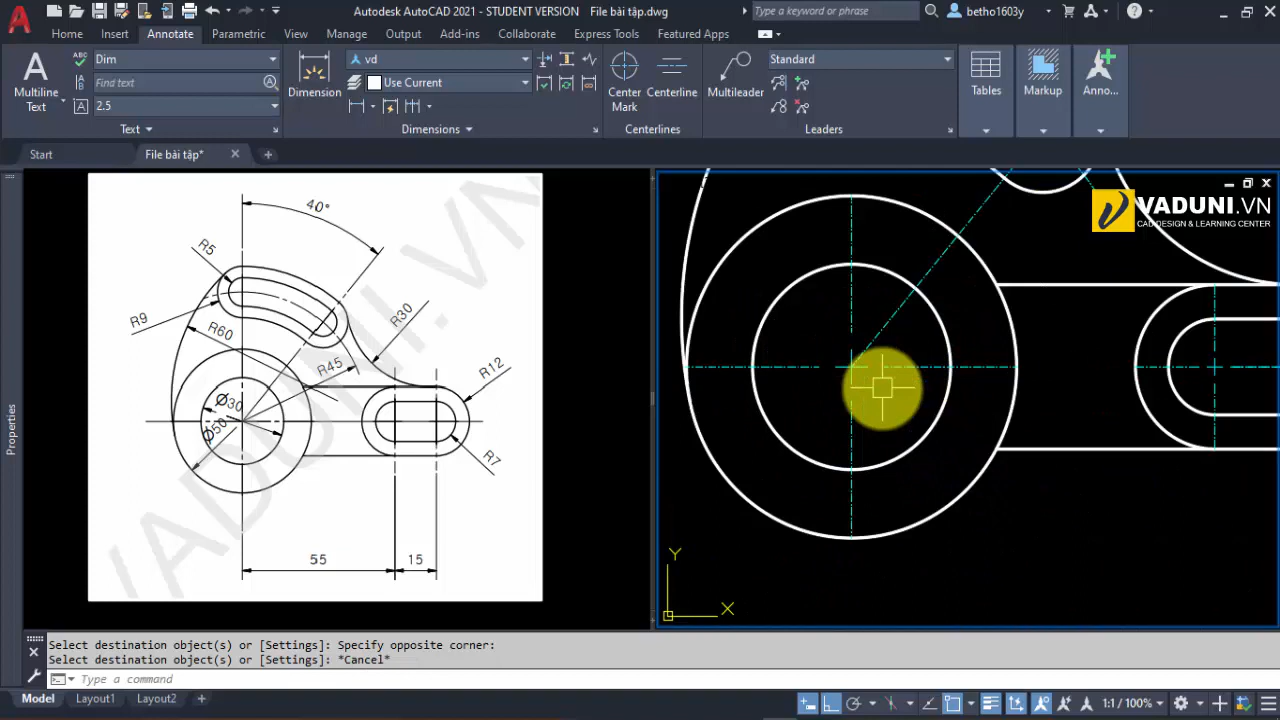 Autodesk AutoCAD 2021 - STUDENT VERSION File bài tập.dwg
Type a keyword or phrase
betho1603y
Home Insert Annotate Parametric View Manage Output Add-ins Collaborate Express Tools Featured Apps
Multiline
Text
Dim
Find text
2.5
Text
Dimension
vd
Use Current
Dimensions
Center
Mark
Centerline
Centerlines
Multileader
Standard
Leaders
Tables
Markup
Anno...
Start
File bài tập*
40°
R5
R9
R60
R30
R45
R12
Ø30
Ø50
R7
55
15
VADUNI.VN
VADUNI.VN
CAD DESIGN & LEARNING CENTER
Y
X
Properties
Select destination object(s) or [Settings]: Specify opposite corner:
Select destination object(s) or [Settings]: *Cancel*
Type a command
Model Layout1 Layout2
1:1 / 100%